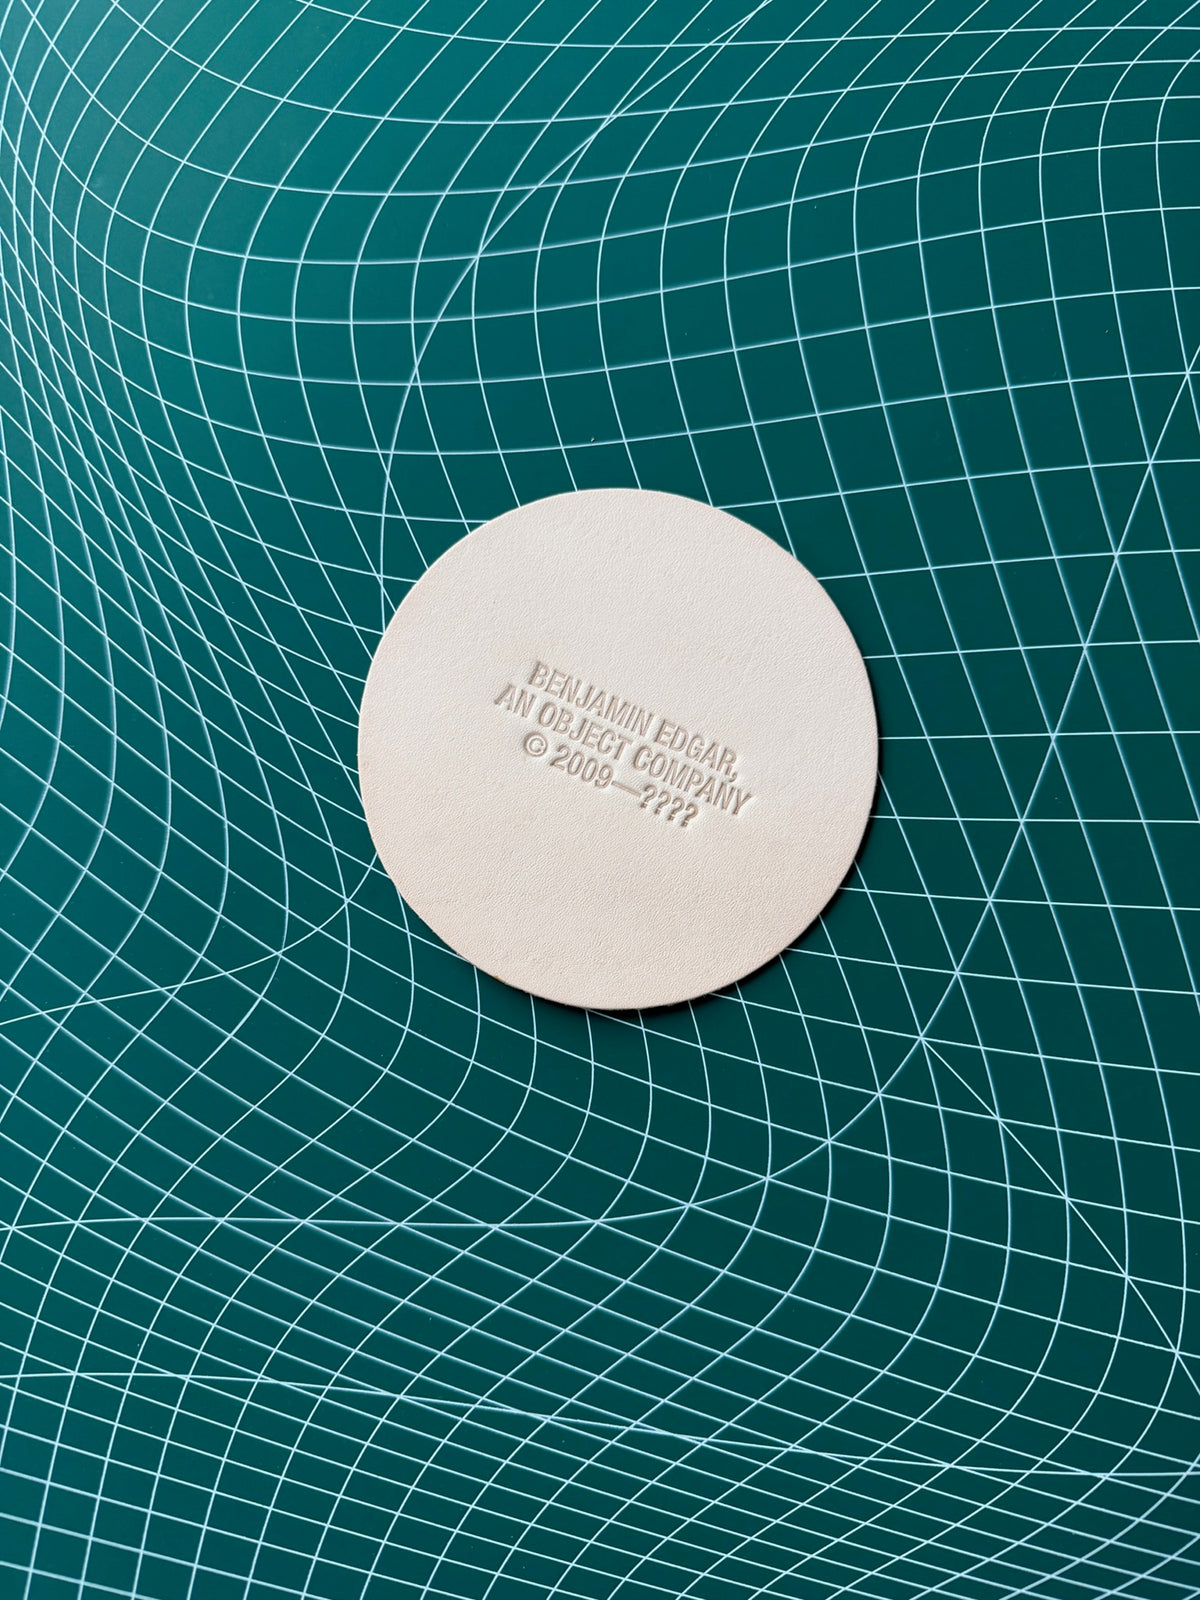 BENJAMIN EDGAR,
AN OBJECT COMPANY
© 2009—????